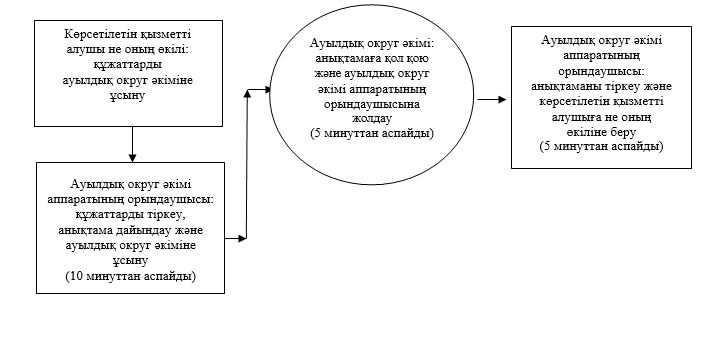 Көрсетілетін қызметті
алушы не оның өкілі:
құжаттарды
ауылдық округ әкіміне
ұсыну
Ауылдық округ әкімі
аппаратының орындаушысы:
құжаттарды тіркеу,
анықтама дайындау және
ауылдық округ әкіміне
ұсыну
(10 минуттан аспайды)
Ауылдық округ әкімі:
анықтамаға қол қою
және ауылдық округ
әкімі аппаратының
орындаушысына
жолдау
(5 минуттан аспайды)
Ауылдық округ әкімі
аппаратының
орындаушысы:
анықтаманы тіркеу және
көрсетілетін қызметті
алушыға не оның
өкіліне беру
(5 минуттан аспайды)